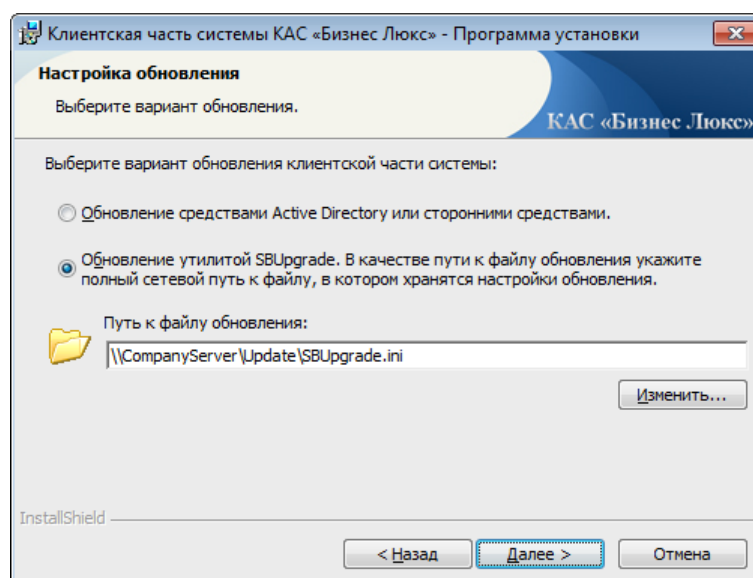 Клиентская часть системы КАС «Бизнес Люкс» - Программа установки
Настройка обновления
Выберите вариант обновления.
КАС «Бизнес Люкс»
Выберите вариант обновления клиентской части системы:
Обновление средствами Active Directory или сторонними средствами.
Обновление утилитой SBUpgrade. В качестве пути к файлу обновления укажите
полный сетевой путь к файлу, в котором хранятся настройки обновления.
Путь к файлу обновления:
\\CompanyServer\Update\SBUpgrade.ini
Изменить...
InstallShield
< Назад
Далее >
Отмена